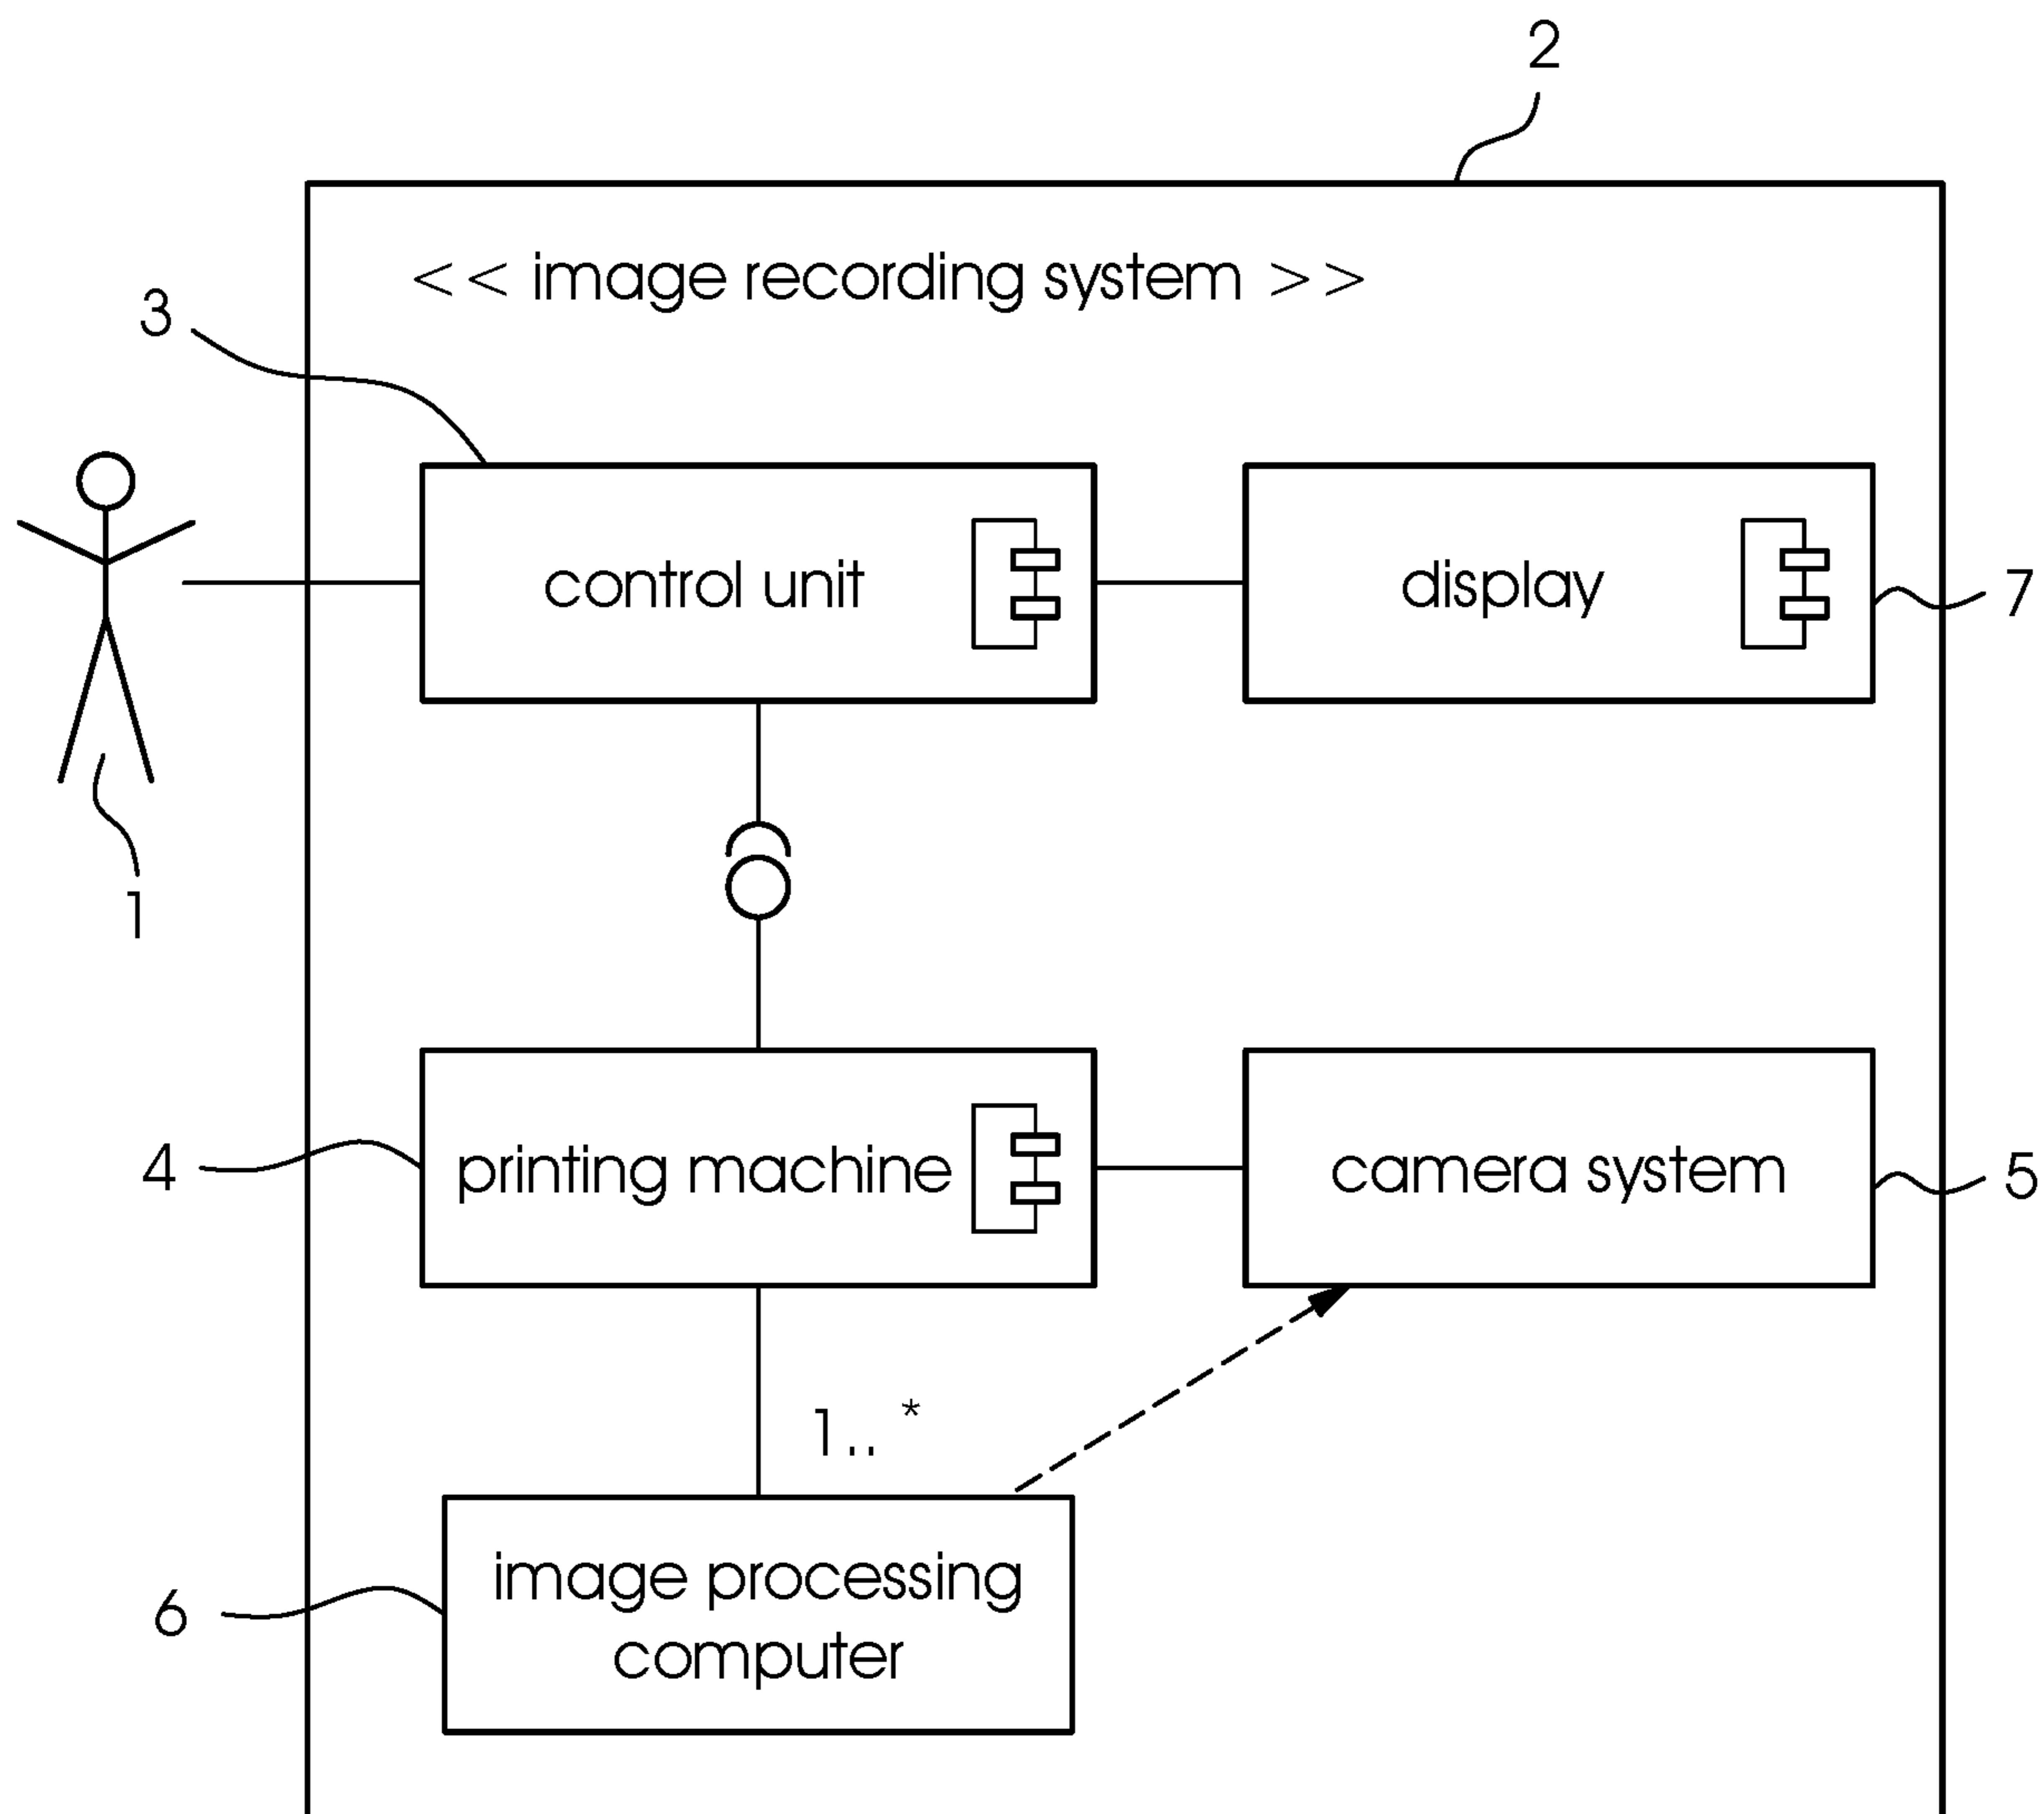 2
<< image recording system >>
3
control unit
display
7
1
4
printing machine
camera system
5
1.. *
6
image processing
computer